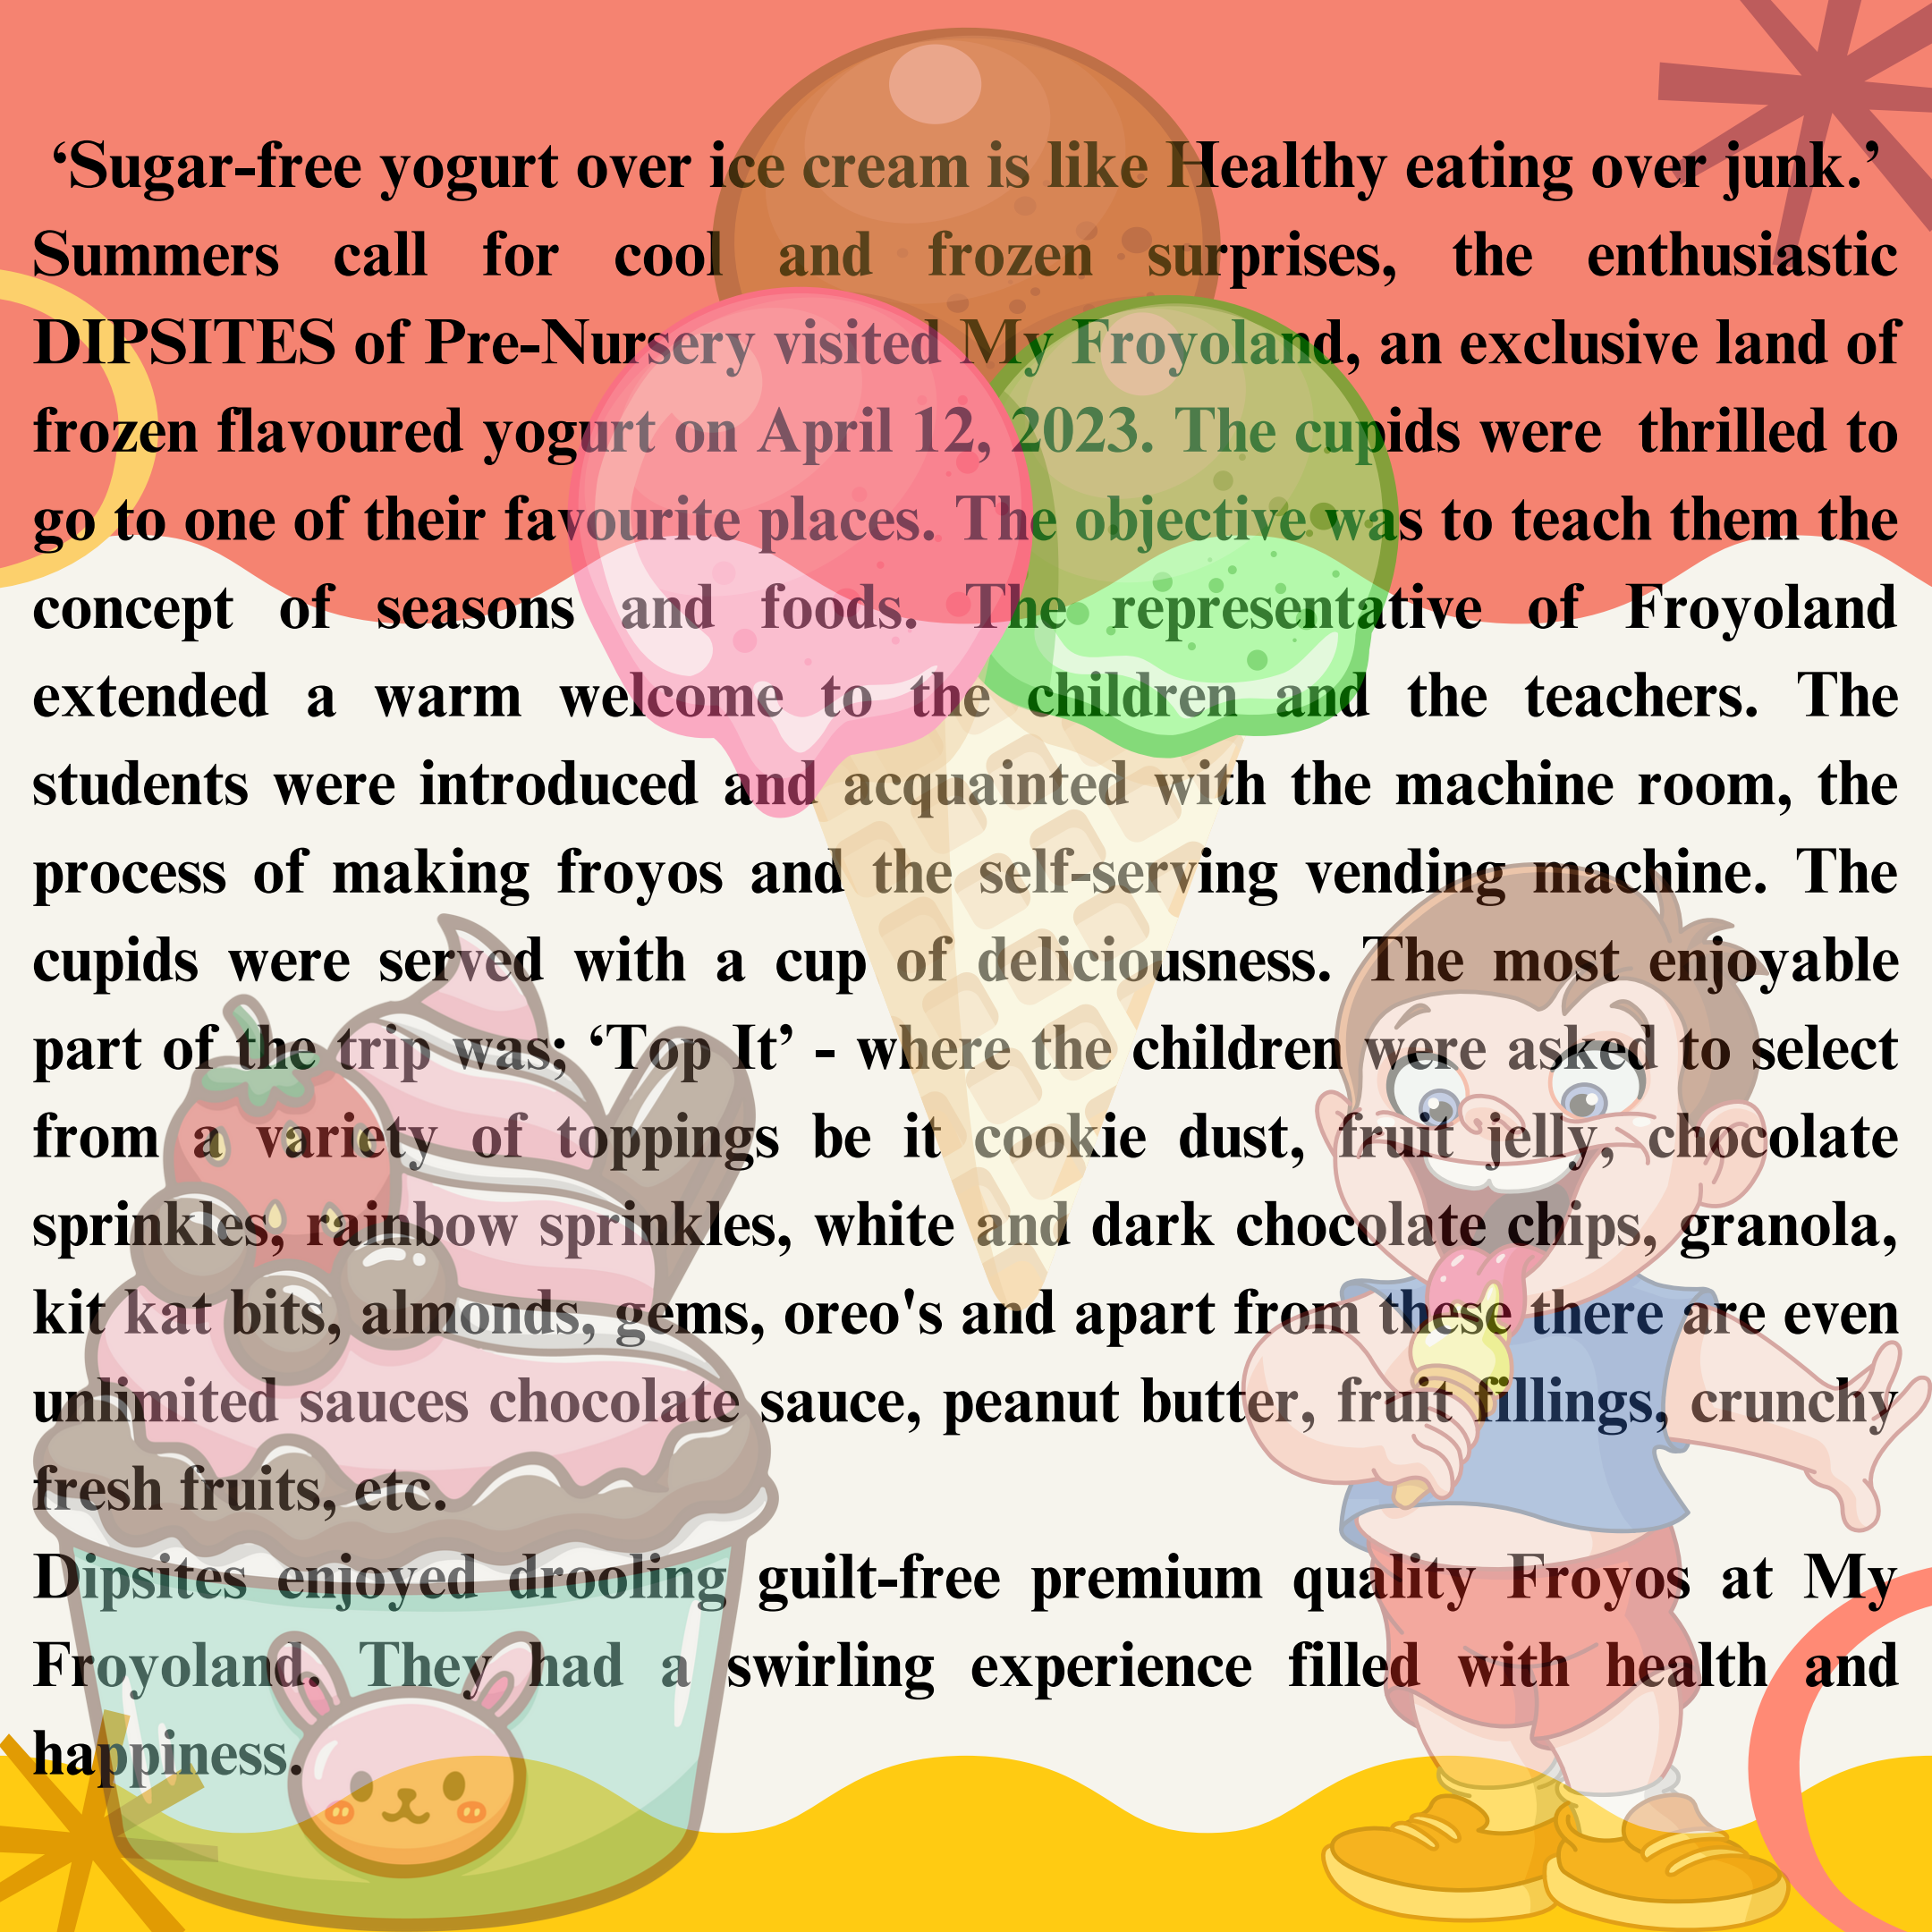 ‘Sugar-free yogurt over ice cream is like Healthy eating over junk.’
Summers call for cool and frozen surprises, the enthusiastic
DIPSITES of Pre-Nursery visited My Froyoland, an exclusive land of
frozen flavoured yogurt on April 12, 2023. The cupids were thrilled to
go to one of their favourite places. The objective was to teach them the
concept of seasons and foods. The representative of Froyoland
extended a warm welcome to the children and the teachers. The
students were introduced and acquainted with the machine room, the
process of making froyos and the self-serving vending machine. The
cupids were served with a cup of deliciousness. The most enjoyable
part of the trip was; ‘Top It’ - where the children were asked to select
from a variety of toppings be it cookie dust, fruit jelly, chocolate
sprinkles, rainbow sprinkles, white and dark chocolate chips, granola,
kit kat bits, almonds, gems, oreo's and apart from these there are even
unlimited sauces chocolate sauce, peanut butter, fruit fillings, crunchy
fresh fruits, etc.
Dipsites enjoyed drooling guilt-free premium quality Froyos at My
Froyoland. They had a swirling experience filled with health and
happiness.